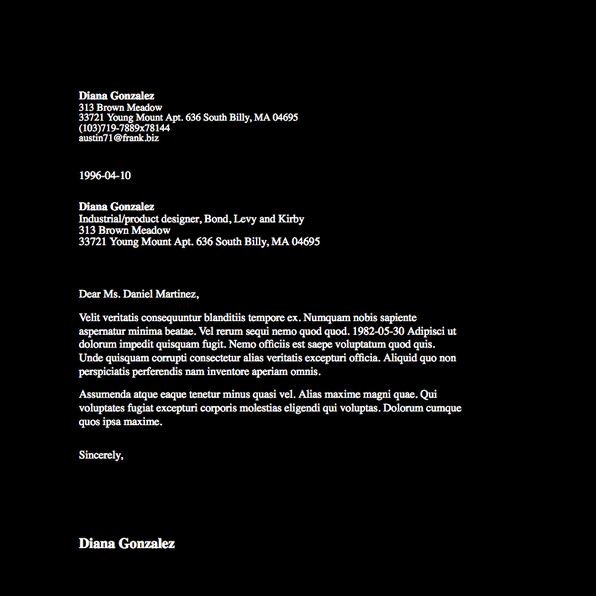 Diana Gonzalez
313 Brown Meadow
33721 Young Mount Apt. 636 South Billy, MA 04695
(103)719-7889x78144
austin71@frank.biz
1996-04-10
Diana Gonzalez
Industrial/product designer, Bond, Levy and Kirby
313 Brown Meadow
33721 Young Mount Apt. 636 South Billy, MA 04695
Dear Ms. Daniel Martinez,
Velit veritatis consequuntur blanditiis tempore ex. Numquam nobis sapiente
aspernatur minima beatae. Vel rerum sequi nemo quod quod. 1982-05-30 Adipisci ut
dolorum impedit quisquam fugit. Nemo officiis est saepe voluptatum quod quis.
Unde quisquam corrupti consectetur alias veritatis excepturi officia. Aliquid quo non
perspiciatis perferendis nam inventore aperiam omnis.
Assumenda atque eaque tenetur minus quasi vel. Alias maxime magni quae. Qui
voluptates fugiat excepturi corporis molestias eligendi qui voluptas. Dolorum cumque
quos ipsa maxime.
Sincerely,
Diana Gonzalez